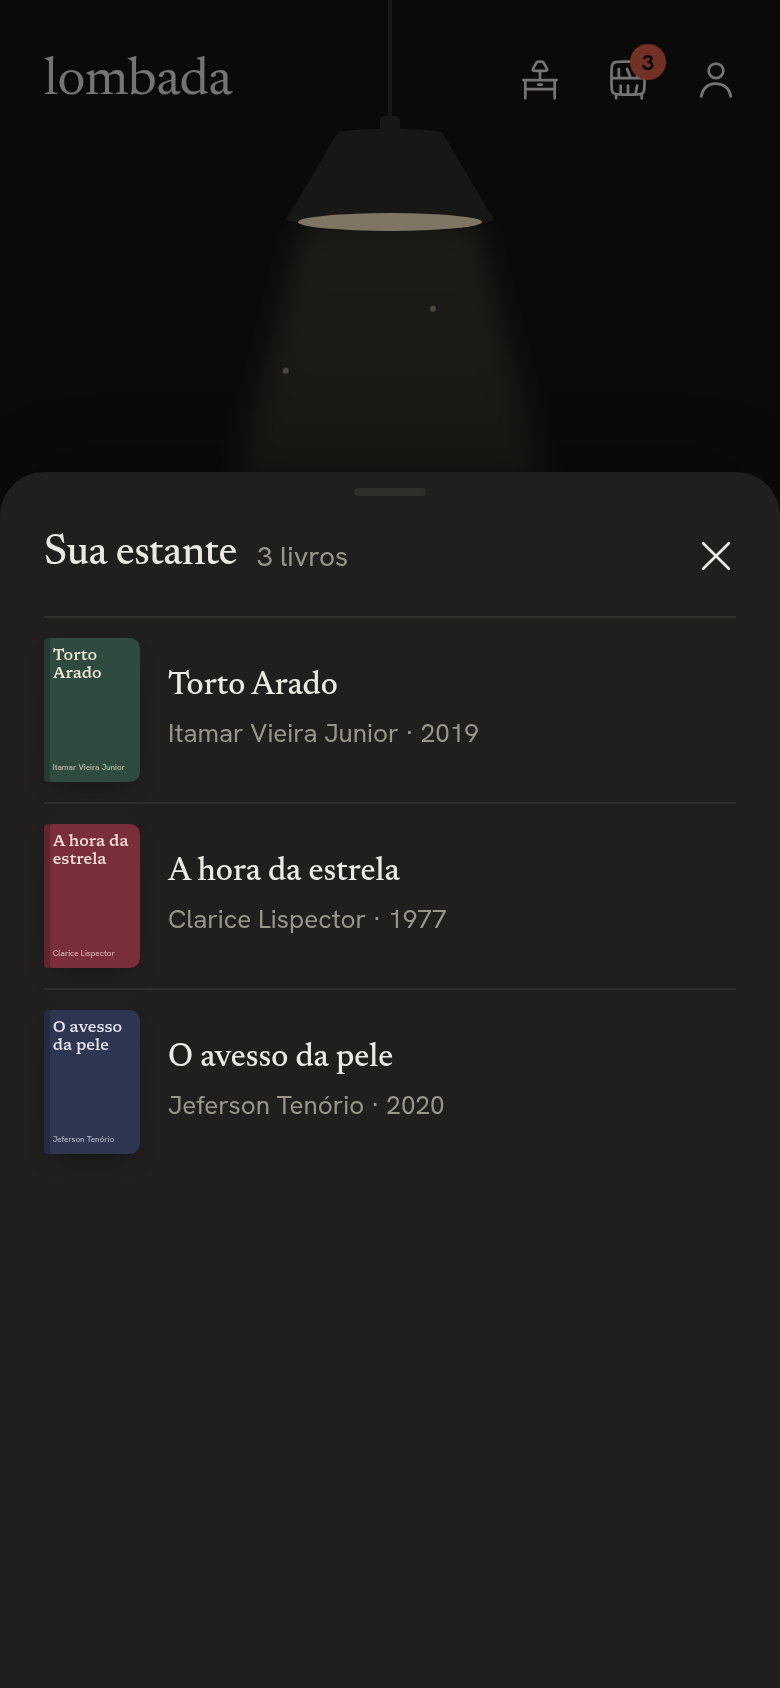 lombada
3
Sua estante 3 livros
Torto
Arado
Itamar Vieira Junior
Torto Arado
Itamar Vieira Junior · 2019
A hora da
estrela
Clarice Lispector
A hora da estrela
Clarice Lispector · 1977
O avesso
da pele
Jeferson Tenório
O avesso da pele
Jeferson Tenório · 2020